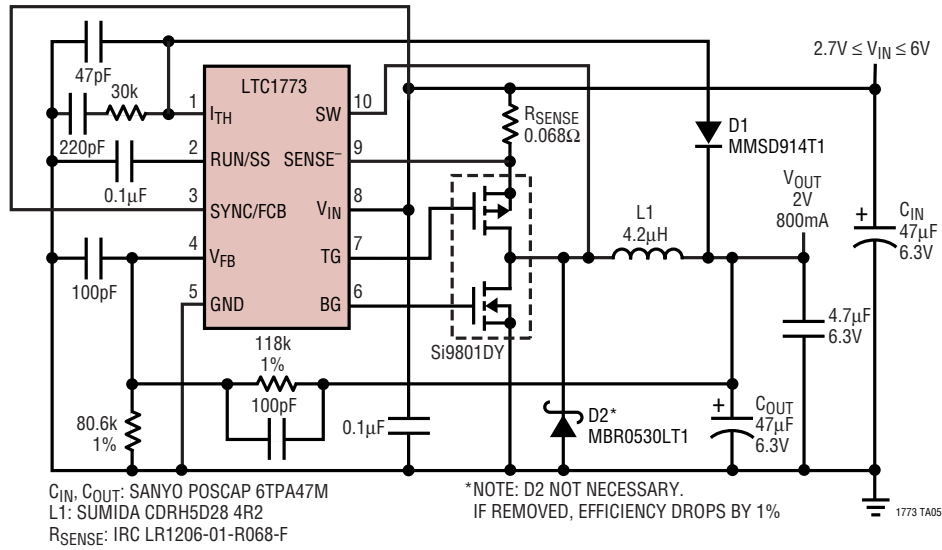 47pF
30k
220pF
0.1µF
100pF
LTC1773
1
I_TH
2
RUN/SS
3
SYNC/FCB
4
V_FB
5
GND
SW
10
SENSE⁻
9
V_IN
8
TG
7
BG
6
R_SENSE
0.068Ω
Si9801DY
D1
MMSD914T1
L1
4.2µH
2.7V ≤ V_IN ≤ 6V
V_OUT
2V
800mA
+
C_IN
47µF
6.3V
4.7µF
6.3V
118k
1%
100pF
80.6k
1%
0.1µF
D2*
MBR0530LT1
+
C_OUT
47µF
6.3V
C_IN, C_OUT: SANYO POSCAP 6TPA47M
L1: SUMIDA CDRH5D28 4R2
R_SENSE: IRC LR1206-01-R068-F
*NOTE: D2 NOT NECESSARY.
IF REMOVED, EFFICIENCY DROPS BY 1%
1773 TA05